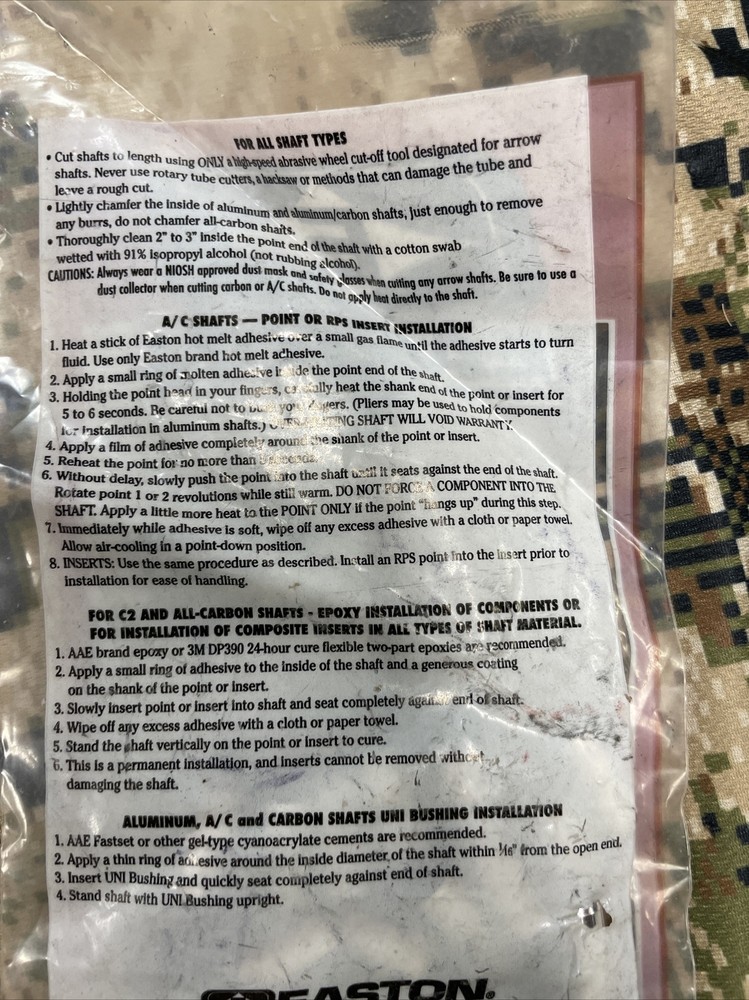 FOR ALL SHAFT TYPES
• Cut shafts to length using ONLY a high-speed abrasive wheel cut-off tool designated for arrow
shafts. Never use rotary tube cutters, a hacksaw or methods that can damage the tube and
leave a rough cut.
• Lightly chamfer the inside of aluminum and aluminum/carbon shafts, just enough to remove
any burrs, do not chamfer all-carbon shafts.
• Thoroughly clean 2" to 3" inside the point end of the shaft with a cotton swab
wetted with 91% isopropyl alcohol (not rubbing alcohol).
CAUTIONS: Always wear a NIOSH approved dust mask and safety glasses when cutting any arrow shafts. Be sure to use a
dust collector when cutting carbon or A/C shafts. Do not apply heat directly to the shaft.
A/C SHAFTS — POINT OR RPS INSERT INSTALLATION
1. Heat a stick of Easton hot melt adhesive over a small gas flame until the adhesive starts to turn
fluid. Use only Easton brand hot melt adhesive.
2. Apply a small ring of molten adhesive inside the point end of the shaft.
3. Holding the point head in your fingers, carefully heat the shank end of the point or insert for
5 to 6 seconds. Be careful not to burn your fingers. (Pliers may be used to hold components
for installation in aluminum shafts.) SHAFT WILL VOID WARRANTY
4. Apply a film of adhesive completely around the shank of the point or insert.
5. Reheat the point for no more than
6. Without delay, slowly push the point into the shaft until it seats against the end of the shaft.
Rotate point 1 or 2 revolutions while still warm. DO NOT FORCE A COMPONENT INTO THE
SHAFT. Apply a little more heat to the POINT ONLY if the point "hangs up" during this step.
7. Immediately while adhesive is soft, wipe off any excess adhesive with a cloth or paper towel.
Allow air-cooling in a point-down position.
8. INSERTS: Use the same procedure as described. Install an RPS point into the insert prior to
installation for ease of handling.
FOR C2 AND ALL-CARBON SHAFTS - EPOXY INSTALLATION OF COMPONENTS OR
FOR INSTALLATION OF COMPOSITE INSERTS IN ALL TYPES OF SHAFT MATERIAL.
1. AAE brand epoxy or 3M DP390 24-hour cure flexible two-part epoxies are recommended.
2. Apply a small ring of adhesive to the inside of the shaft and a generous coating
on the shank of the point or insert.
3. Slowly insert point or insert into shaft and seat completely against end of shaft.
4. Wipe off any excess adhesive with a cloth or paper towel.
5. Stand the shaft vertically on the point or insert to cure.
6. This is a permanent installation, and inserts cannot be removed without
damaging the shaft.
ALUMINUM, A/C and CARBON SHAFTS UNI BUSHING INSTALLATION
1. AAE Fastset or other gel-type cyanoacrylate cements are recommended.
2. Apply a thin ring of adhesive around the inside diameter of the shaft within 1/16" from the open end.
3. Insert UNI Bushing and quickly seat completely against end of shaft.
4. Stand shaft with UNI Bushing upright.
EASTON.